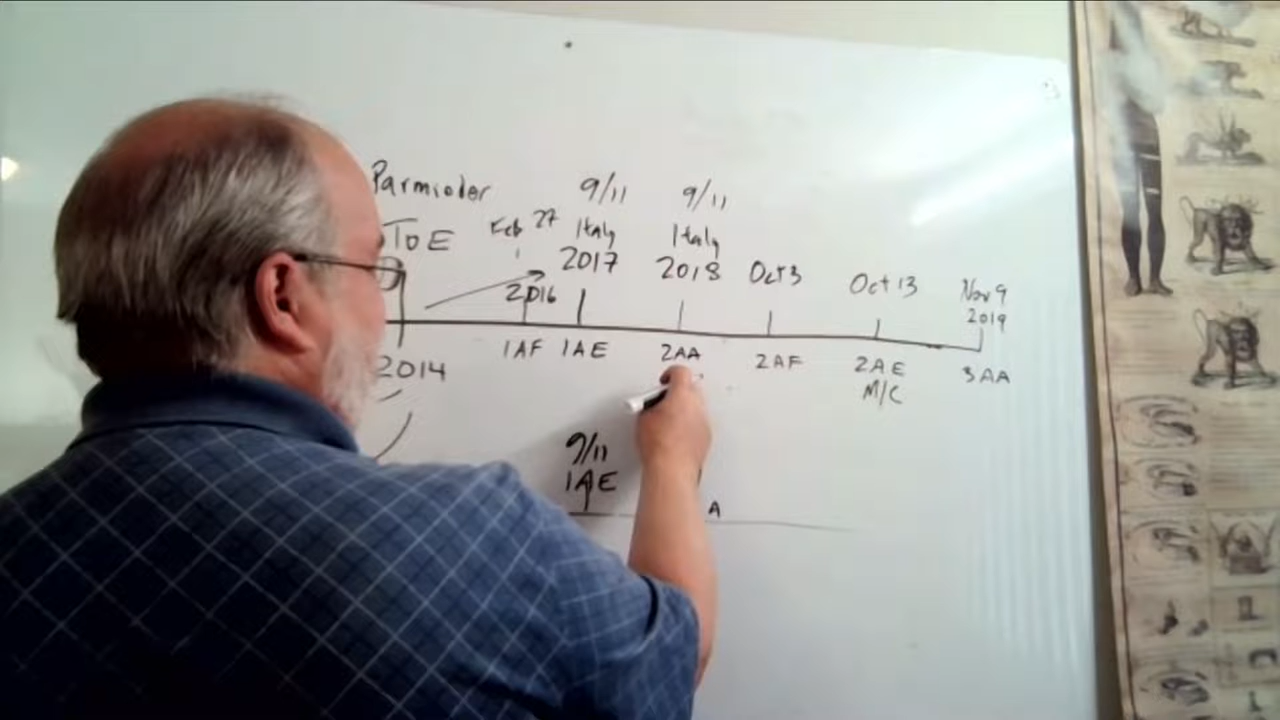 Parminder
ToE
Feb 27
2016
9/11
Italy
2017
9/11
Italy
2018
Oct 3
Oct 13
Nov 9
2019
2014
1AF
1AE
2AA
2AF
2AE
M/C
3AA
9/11
1AE
A